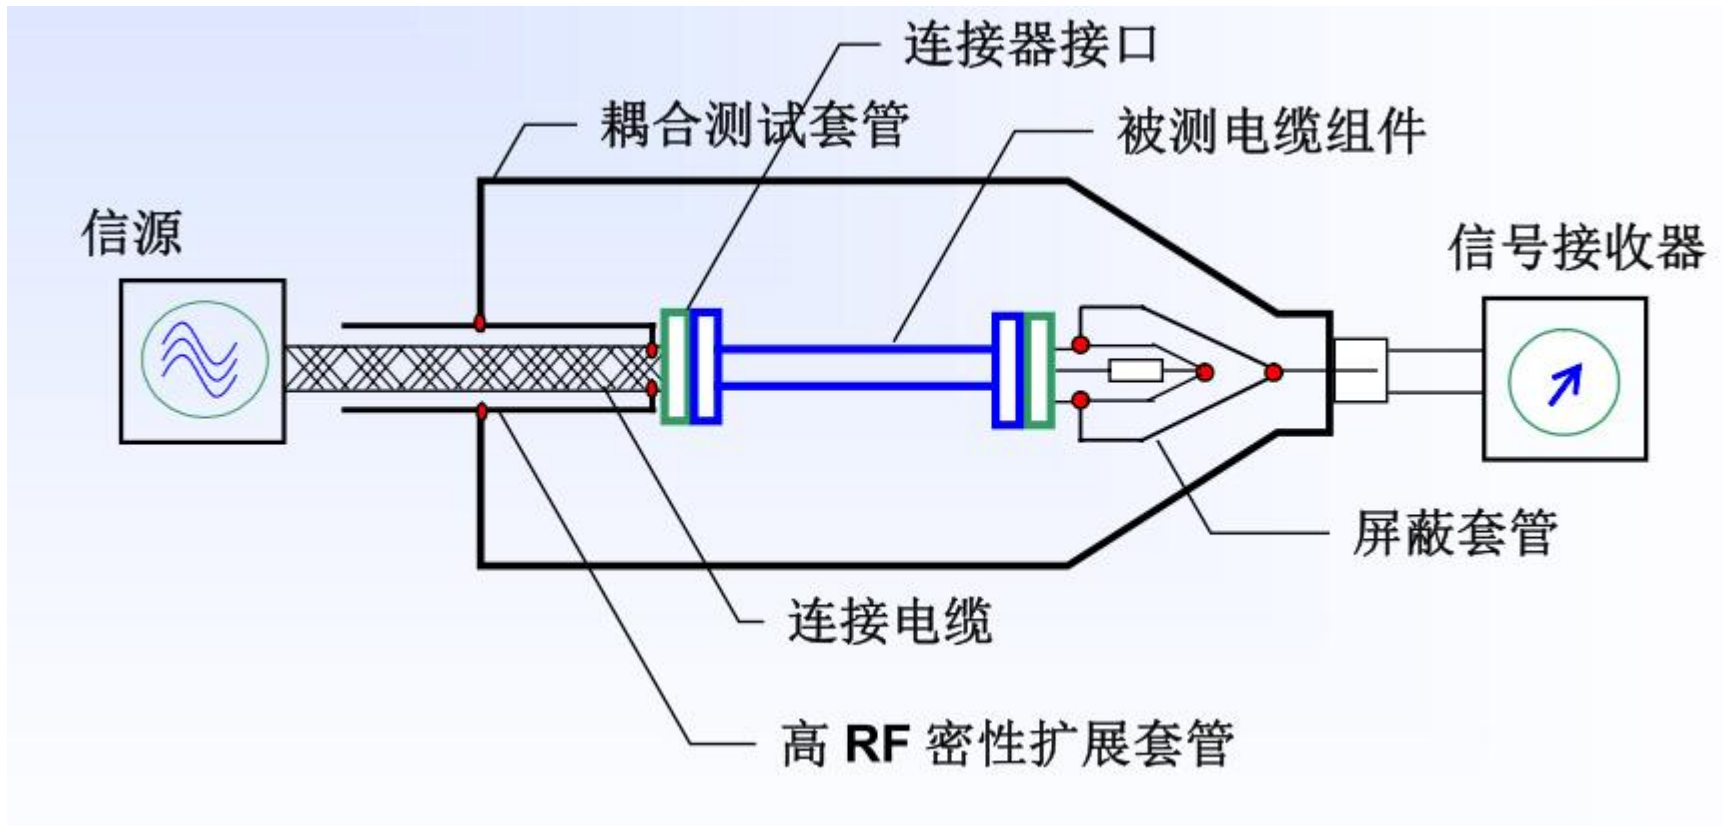 连接器接口
耦合测试套管
被测电缆组件
信源
信号接收器
屏蔽套管
连接电缆
高 RF 密性扩展套管